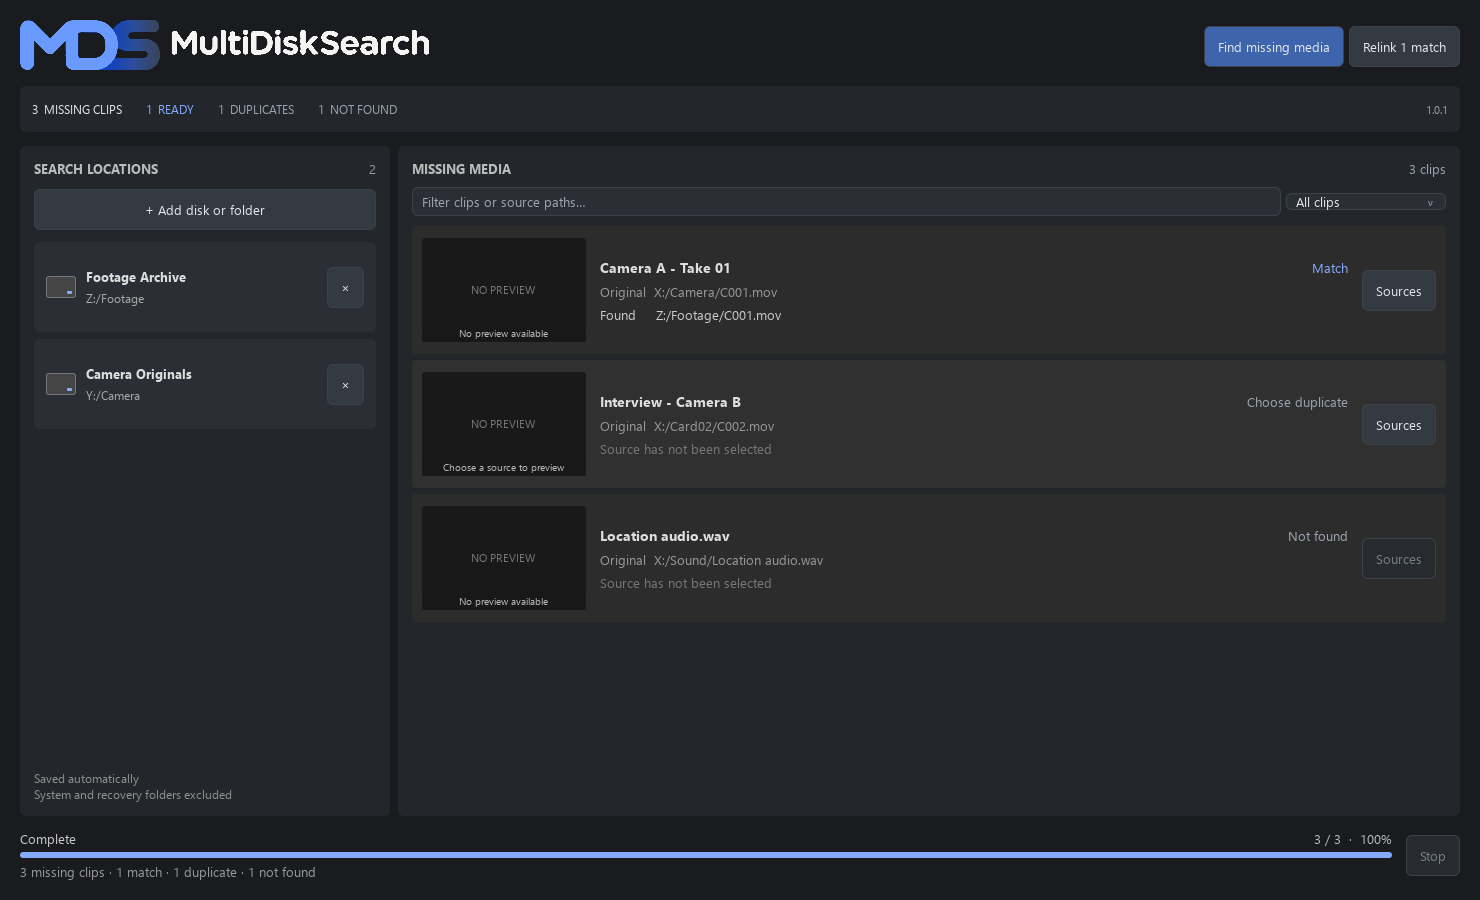 MDS MultiDiskSearch
Find missing media
Relink 1 match
3 MISSING CLIPS
1 READY
1 DUPLICATES
1 NOT FOUND
1.0.1
SEARCH LOCATIONS
2
+ Add disk or folder
Footage Archive
Z:/Footage
×
Camera Originals
Y:/Camera
×
Saved automatically
System and recovery folders excluded
MISSING MEDIA
3 clips
Filter clips or source paths...
All clips
v
NO PREVIEW
No preview available
Camera A - Take 01
Match
Original X:/Camera/C001.mov
Found Z:/Footage/C001.mov
Sources
NO PREVIEW
Choose a source to preview
Interview - Camera B
Choose duplicate
Original X:/Card02/C002.mov
Source has not been selected
Sources
NO PREVIEW
No preview available
Location audio.wav
Not found
Original X:/Sound/Location audio.wav
Source has not been selected
Sources
Complete
3 / 3 · 100%
3 missing clips · 1 match · 1 duplicate · 1 not found
Stop